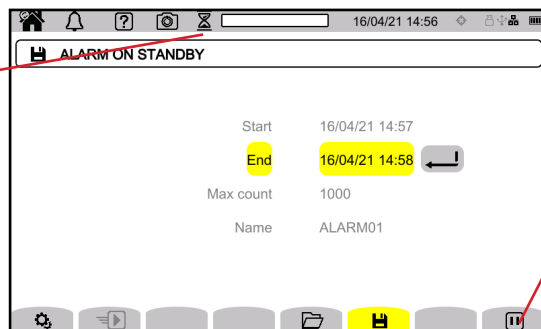 16/04/21 14:56
ALARM ON STANDBY
Start 16/04/21 14:57
End 16/04/21 14:58
Max count 1000
Name ALARM01